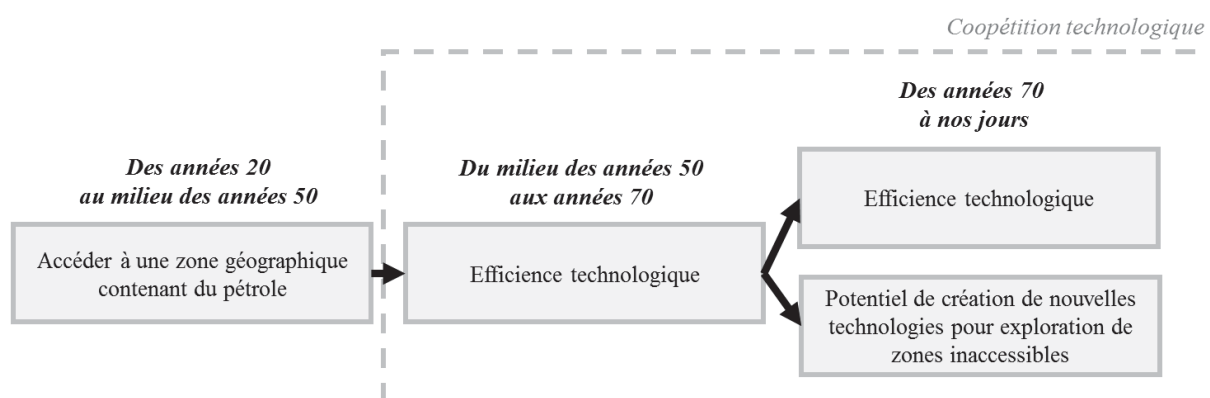 Coopétition technologique
Des années 20
au milieu des années 50
Accéder à une zone géographique
contenant du pétrole
Du milieu des années 50
aux années 70
Efficience technologique
Des années 70
à nos jours
Efficience technologique
Potentiel de création de nouvelles
technologies pour exploration de
zones inaccessibles